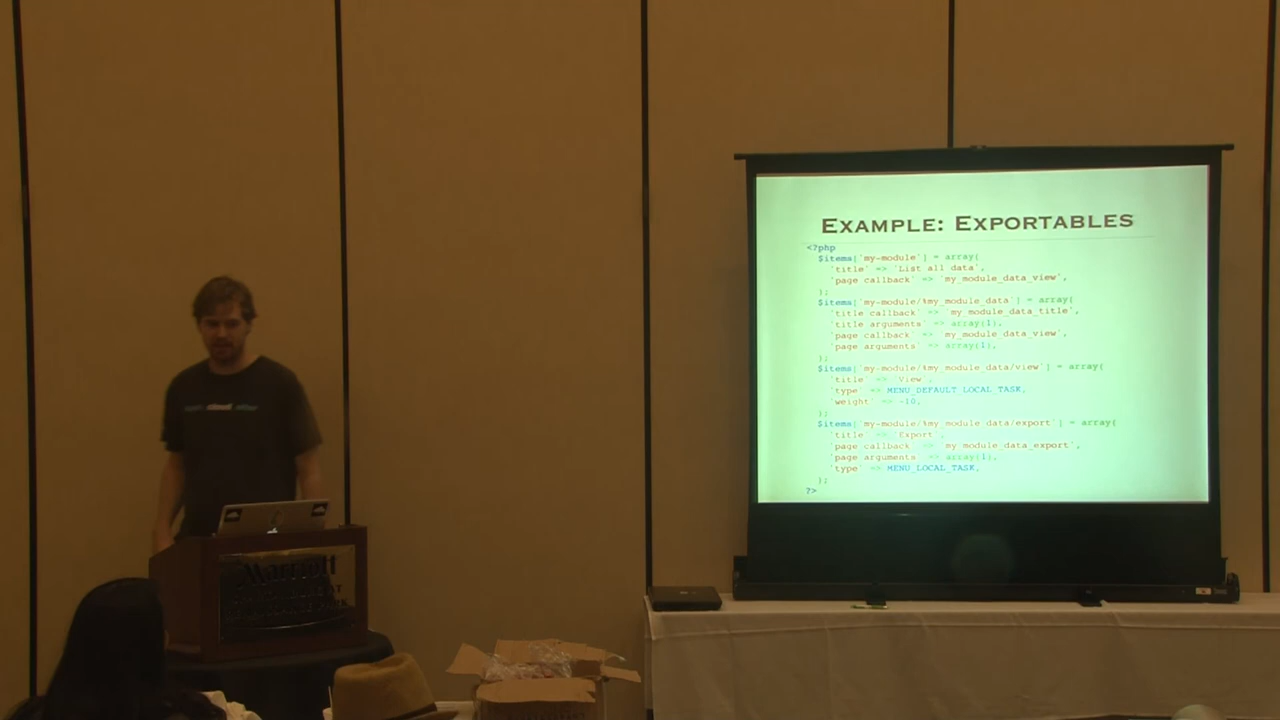 EXAMPLE: EXPORTABLES
<?php
$items['my-module'] = array(
'title' => 'List all data',
'page callback' => 'my_module_data_view',
);
$items['my-module/%my_module_data'] = array(
'title callback' => 'my_module_data_title',
'title arguments' => array(1),
'page callback' => 'my_module_data_view',
'page arguments' => array(1),
);
$items['my-module/%my_module_data/view'] = array(
'title' => 'View',
'type' => MENU_DEFAULT_LOCAL_TASK,
'weight' => -10,
);
$items['my-module/%my_module_data/export'] = array(
'title' => 'Export',
'page callback' => 'my_module_data_export',
'page arguments' => array(1),
'type' => MENU_LOCAL_TASK,
);
?>
cloud
Marriott